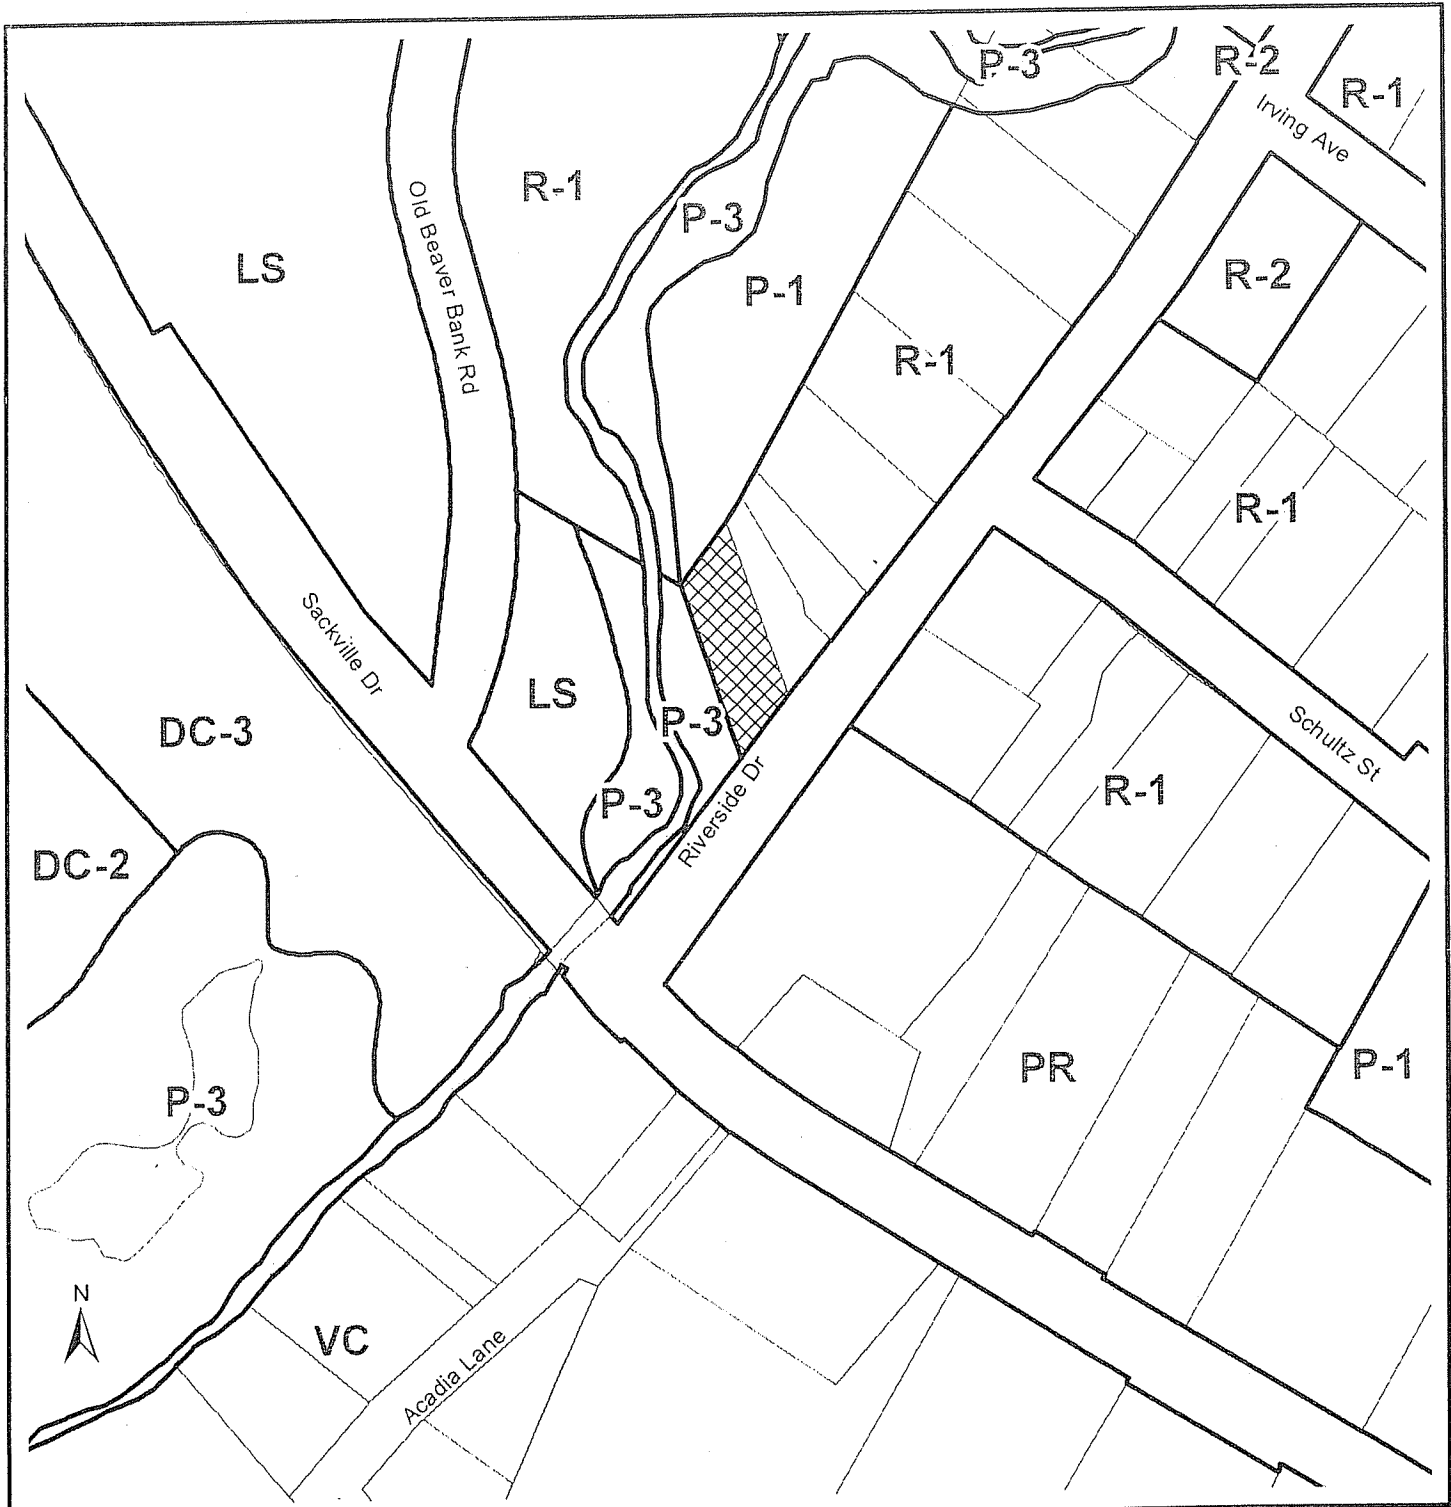 P-3
R-2
R-1
Irving Ave
R-1
P-3
Old Beaver Bank Rd
LS
R-2
P-1
R-1
R-1
Sackville Dr
LS
P-3
DC-3
Schultz St
R-1
P-3
Riverside Dr
DC-2
PR
P-1
P-3
N
VC
Acadia Lane